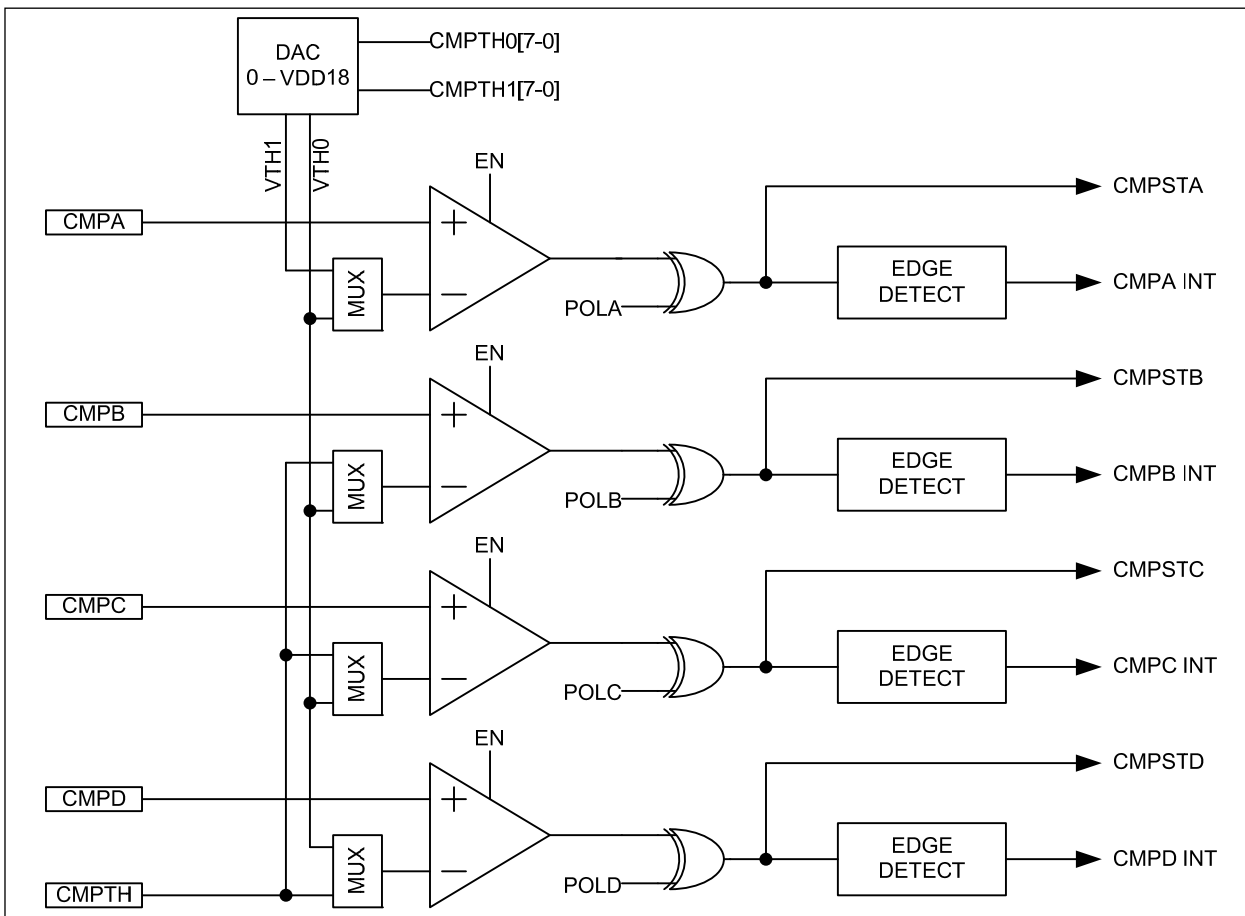 DAC
0 – VDD18
CMPTH0[7-0]
CMPTH1[7-0]
VTH1
VTH0
EN
CMPA
+
–
MUX
POLA
CMPSTA
EDGE
DETECT
CMPA INT
EN
CMPB
+
–
MUX
POLB
CMPSTB
EDGE
DETECT
CMPB INT
EN
CMPC
+
–
MUX
POLC
CMPSTC
EDGE
DETECT
CMPC INT
EN
CMPD
+
–
MUX
POLD
CMPSTD
EDGE
DETECT
CMPD INT
CMPTH